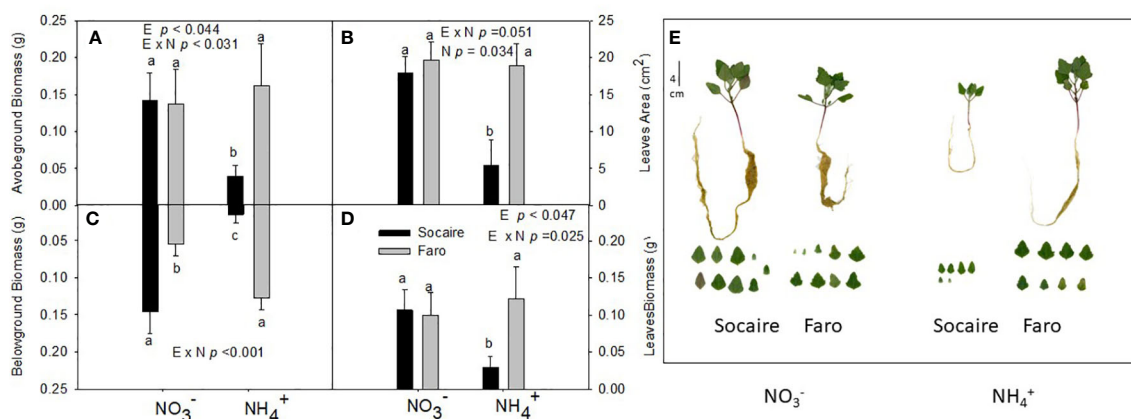 A
E p < 0.044
E x N p < 0.031
a a b a
Avobeground Biomass (g)
0.25
0.20
0.15
0.10
0.05
0.00
B
E x N p =0.051
N p = 0.034
a a b a
25
20
15
10
5
0
Leaves Area (cm2)
C
a b c a
E x N p <0.001
Belowground Biomass (g)
0.05
0.10
0.15
0.20
0.25
NO3- NH4+
D
E p < 0.047
E x N p =0.025
Socaire
Faro
a a b a
0.20
0.15
0.10
0.05
0.00
LeavesBiomass (g)
NO3- NH4+
E
4
cm
Socaire Faro Socaire Faro
NO3- NH4+